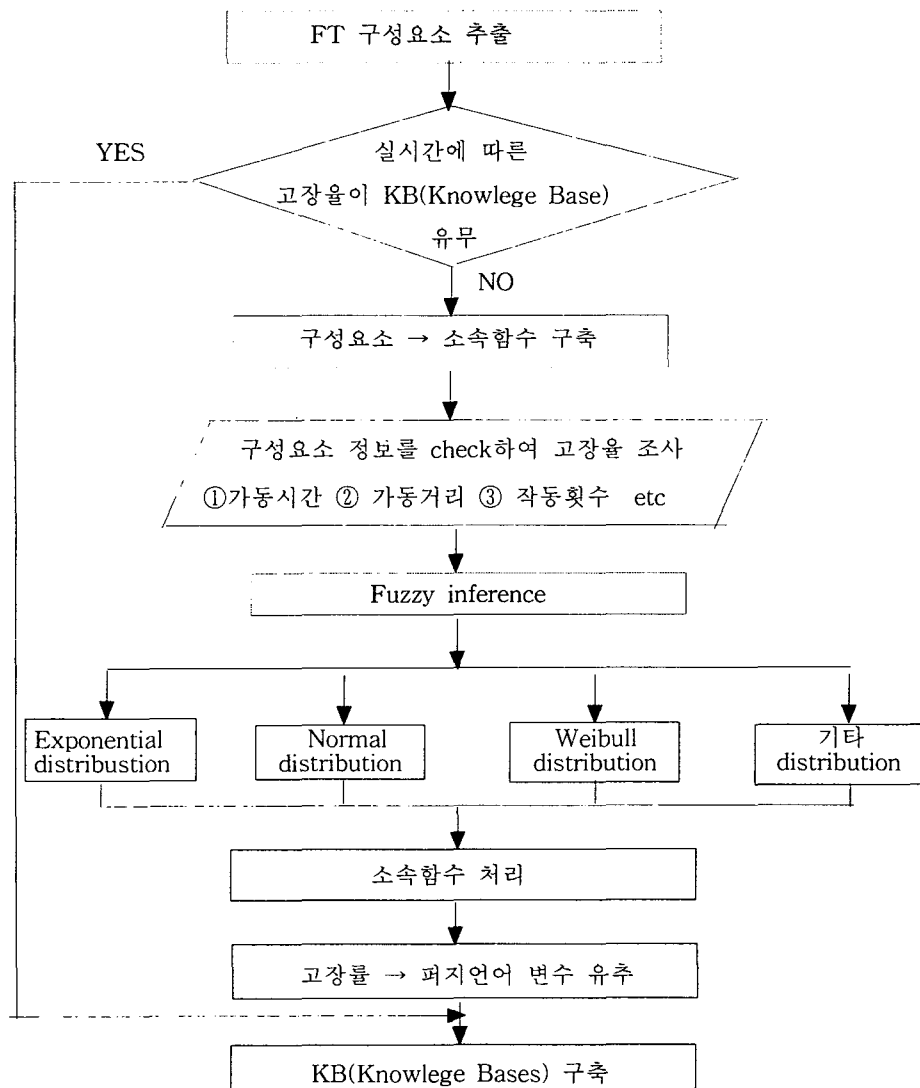 FT 구성요소 추출
YES
실시간에 따른
고장율이 KB(Knowlege Base)
유무
NO
구성요소 → 소속함수 구축
구성요소 정보를 check하여 고장율 조사
①가동시간 ② 가동거리 ③ 작동횟수 etc
Fuzzy inference
Exponential
distribustion
Normal
distribution
Weibull
distribution
기타
distribution
소속함수 처리
고장률 → 퍼지언어 변수 유추
KB(Knowlege Bases) 구축